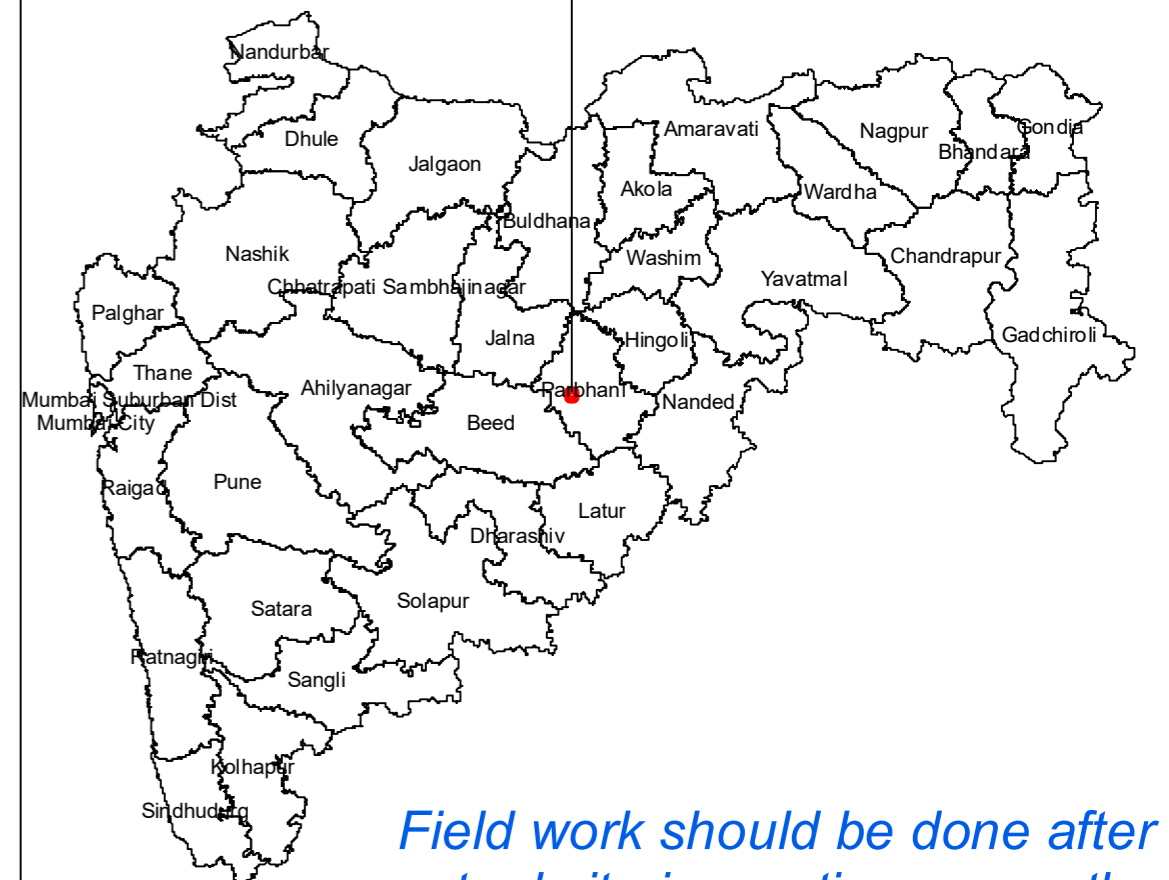 Nandurbar
Amaravati
Nagpur
Gondia
Dhule
Bhandara
Jalgaon
Akola
Wardha
Buldhana
Nashik
Washim
Chandrapur
Yavatmal
Chhatrapati Sambhajinagar
Palghar
Jalna
Hingoli
Gadchiroli
Thane
Ahilyanagar
Parbhani
Mumbai Suburban Dist
Nanded
Mumbai City
Beed
Raigad
Pune
Latur
Dharashiv
Satara
Solapur
Ratnagiri
Sangli
Kolhapur
Sindhudurg
Field work should be done after